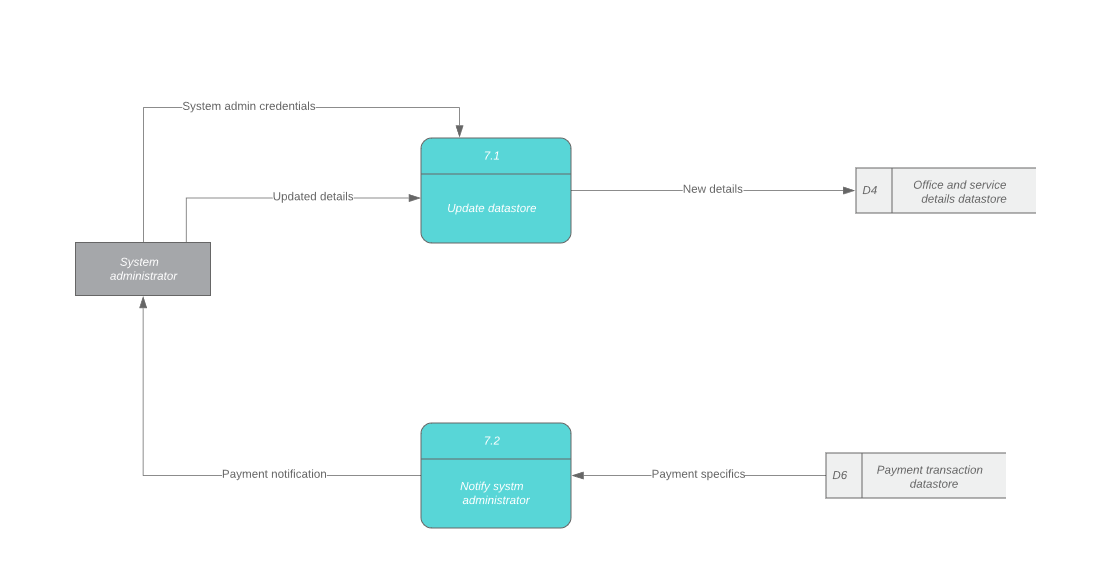 System admin credentials
7.1
Updated details
New details
D4
Office and service
details datastore
Update datastore
System
administrator
7.2
Payment notification
Payment specifics
D6
Payment transaction
datastore
Notify systm
administrator